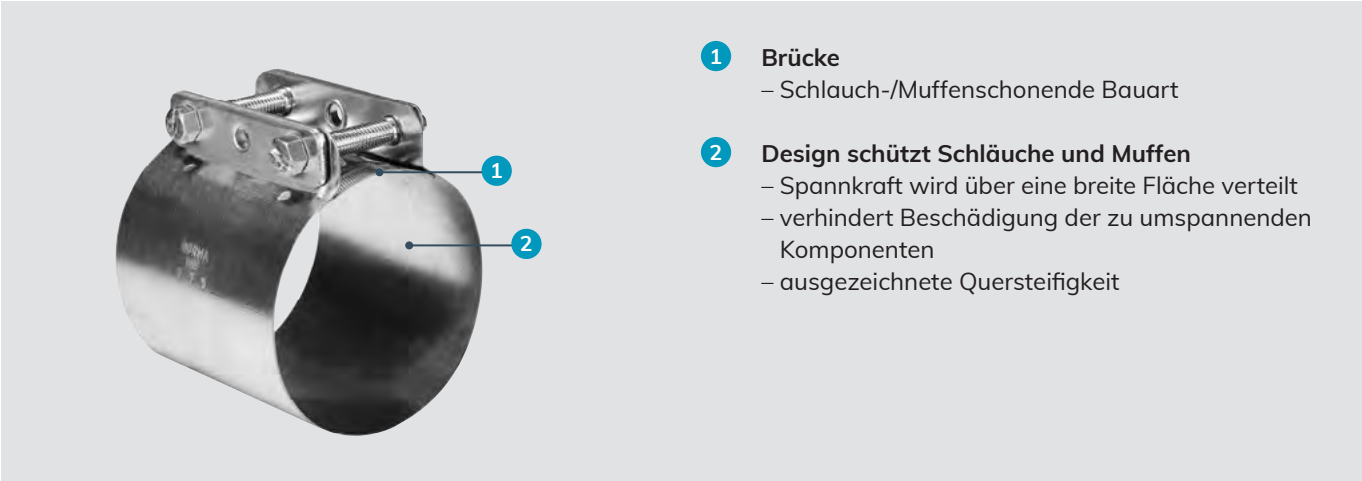 1
Brücke
– Schlauch-/Muffenschonende Bauart
2
Design schützt Schläuche und Muffen
– Spannkraft wird über eine breite Fläche verteilt
– verhindert Beschädigung der zu umspannenden
Komponenten
– ausgezeichnete Quersteifigkeit
1
2
NORMA